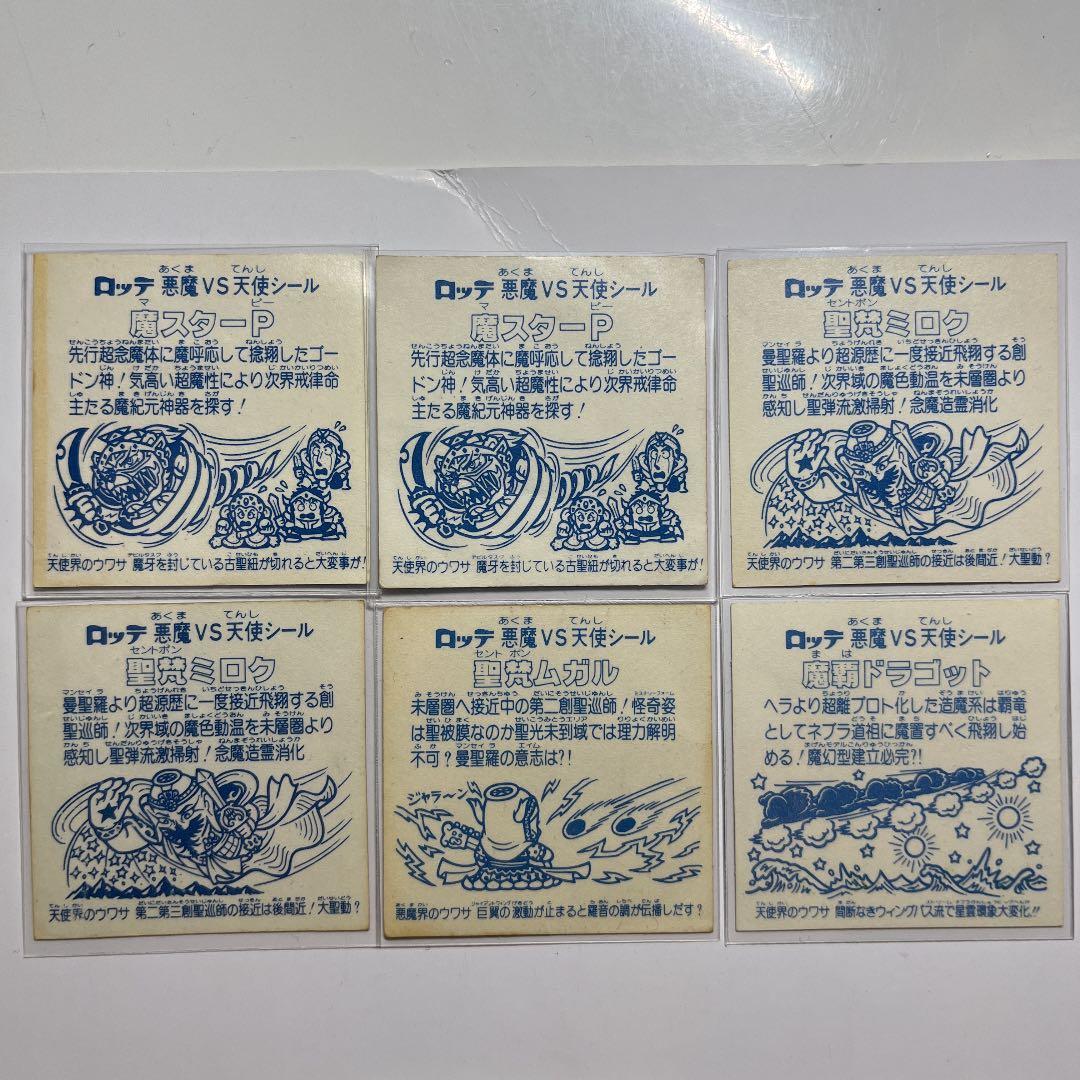 ロッテ 悪魔VS天使シール
魔スターP
先行超念魔体に魔呼応して捻翔したゴー
ドン神！気高い超魔性により次界戒律命
主たる魔紀元神器を探す！
天使界のウワサ 魔牙を封じている古聖紐が切れると大変事が！
ロッテ 悪魔VS天使シール
魔スターP
先行超念魔体に魔呼応して捻翔したゴー
ドン神！気高い超魔性により次界戒律命
主たる魔紀元神器を探す！
天使界のウワサ 魔牙を封じている古聖紐が切れると大変事が！
ロッテ 悪魔VS天使シール
聖梵ミロク
曼聖羅より超源歴に一度接近飛翔する創
聖巡師！次界域の魔色動温を未層圏より
感知し聖弾流激掃射！念魔造霊消化
天使界のウワサ 第二第三創聖巡師の接近は後間近！大聖動？
ロッテ 悪魔VS天使シール
聖梵ミロク
曼聖羅より超源歴に一度接近飛翔する創
聖巡師！次界域の魔色動温を未層圏より
感知し聖弾流激掃射！念魔造霊消化
天使界のウワサ 第二第三創聖巡師の接近は後間近！大聖動？
ロッテ 悪魔VS天使シール
聖梵ムガル
未層圏へ接近中の第二創聖巡師！怪奇姿
は聖被膜なのか聖光未到域では理力解明
不可？曼聖羅の意志は？！
ジャラ〜ン
悪魔界のウワサ 巨翼の激動が止まると羅音の調が伝播しだす？
ロッテ 悪魔VS天使シール
魔覇ドラゴット
ヘラより超離プロト化した造魔系は覇竜
としてネブラ道祖に魔置すべく飛翔し始
める！魔幻型建立必完？！
天使界のウワサ 間断なきウィングパス流で星雲環象大変化！！